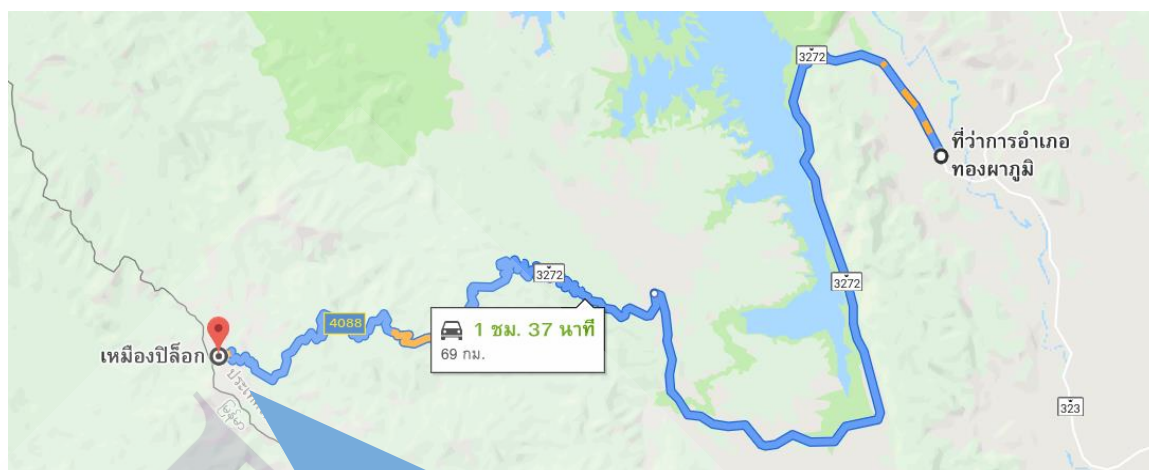 3272
ที่ว่าการอำเภอ
ทองผาภูมิ
3272
3272
4088
1 ชม. 37 นาที
69 กม.
เหมืองปิล็อก
323